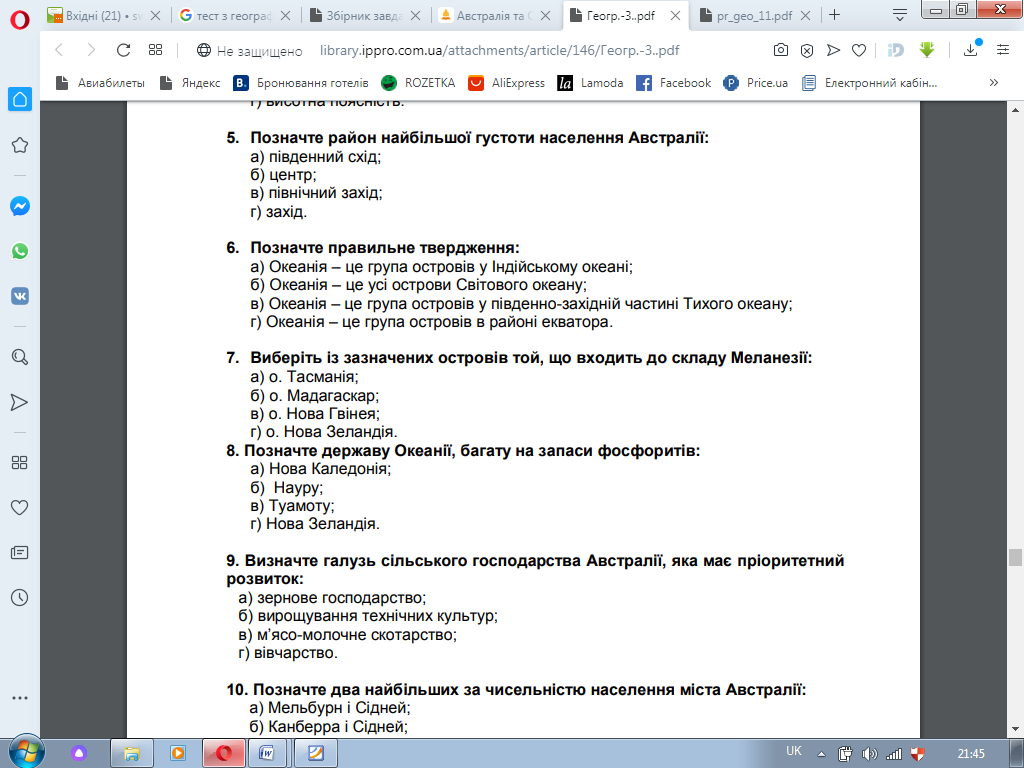 Вхідні (21) • sv
тест з геогра
Збірник завда
Австралія та О
Геогр.-3..pdf
pr_geo_11.pdf
Не защищено library.ippro.com.ua/attachments/article/146/Геогр.-3..pdf
Авиабилеты Яндекс Бронювання готелів ROZETKA AliExpress Lamoda Facebook Price.ua Електронний кабін... »
г) висотна поясність.
5. Позначте район найбільшої густоти населення Австралії:
а) південний схід;
б) центр;
в) північний захід;
г) захід.
6. Позначте правильне твердження:
а) Океанія – це група островів у Індійському океані;
б) Океанія – це усі острови Світового океану;
в) Океанія – це група островів у південно-західній частині Тихого океану;
г) Океанія – це група островів в районі екватора.
7. Виберіть із зазначених островів той, що входить до складу Меланезії:
а) о. Тасманія;
б) о. Мадагаскар;
в) о. Нова Гвінея;
г) о. Нова Зеландія.
8. Позначте державу Океанії, багату на запаси фосфоритів:
а) Нова Каледонія;
б) Науру;
в) Туамоту;
г) Нова Зеландія.
9. Визначте галузь сільського господарства Австралії, яка має пріоритетний
розвиток:
а) зернове господарство;
б) вирощування технічних культур;
в) м'ясо-молочне скотарство;
г) вівчарство.
10. Позначте два найбільших за чисельністю населення міста Австралії:
а) Мельбурн і Сідней;
б) Канберра і Сідней;
UK 21:45